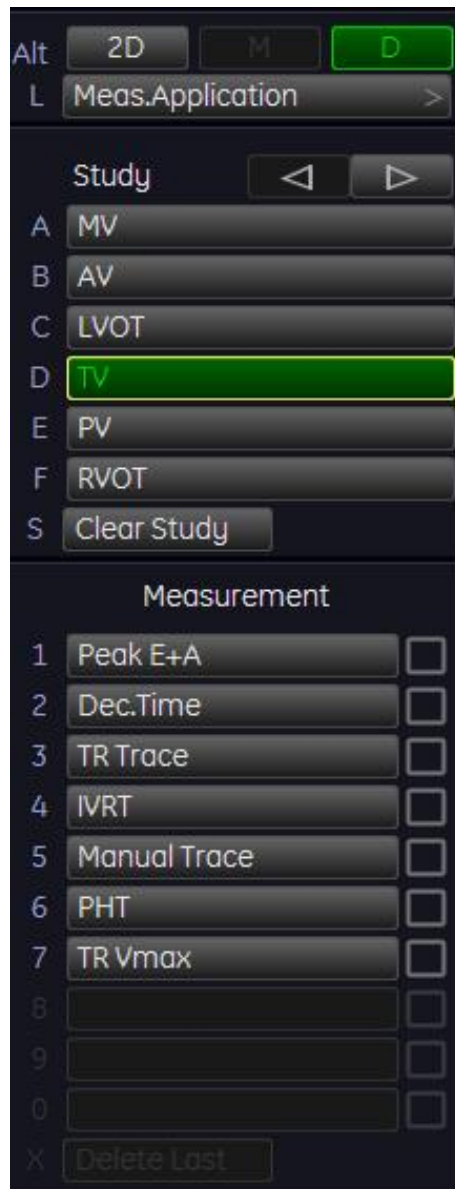 Alt 2D M D
L Meas.Application >
Study
A MV
B AV
C LVOT
D TV
E PV
F RVOT
S Clear Study
Measurement
1 Peak E+A
2 Dec.Time
3 TR Trace
4 IVRT
5 Manual Trace
6 PHT
7 TR Vmax
8
9
0
X Delete Last